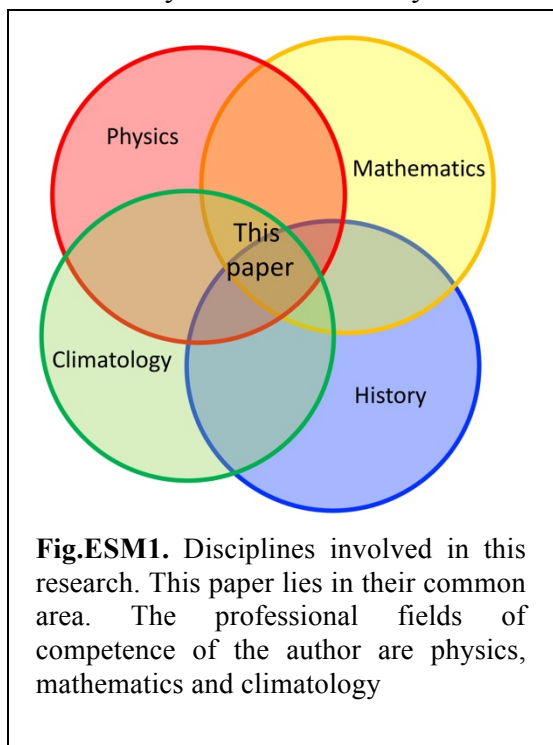 Physics
Mathematics
This
paper
Climatology
History
Fig.ESM1. Disciplines involved in this
research. This paper lies in their common
area. The professional fields of
competence of the author are physics,
mathematics and climatology